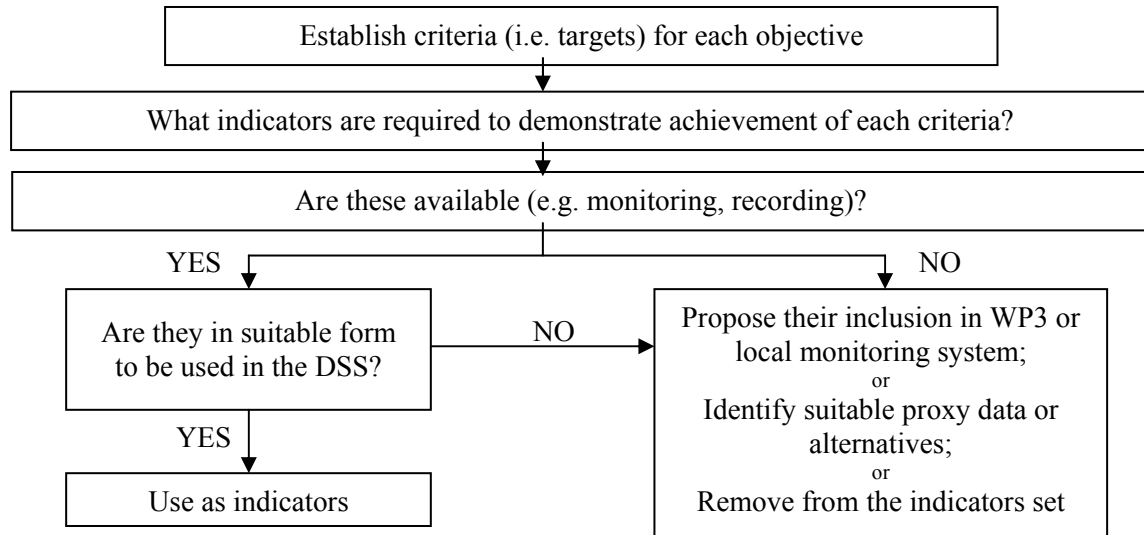 Establish criteria (i.e. targets) for each objective
What indicators are required to demonstrate achievement of each criteria?
Are these available (e.g. monitoring, recording)?
YES
NO
Are they in suitable form
to be used in the DSS?
NO
Propose their inclusion in WP3 or
local monitoring system;
or
Identify suitable proxy data or
alternatives;
or
Remove from the indicators set
YES
Use as indicators